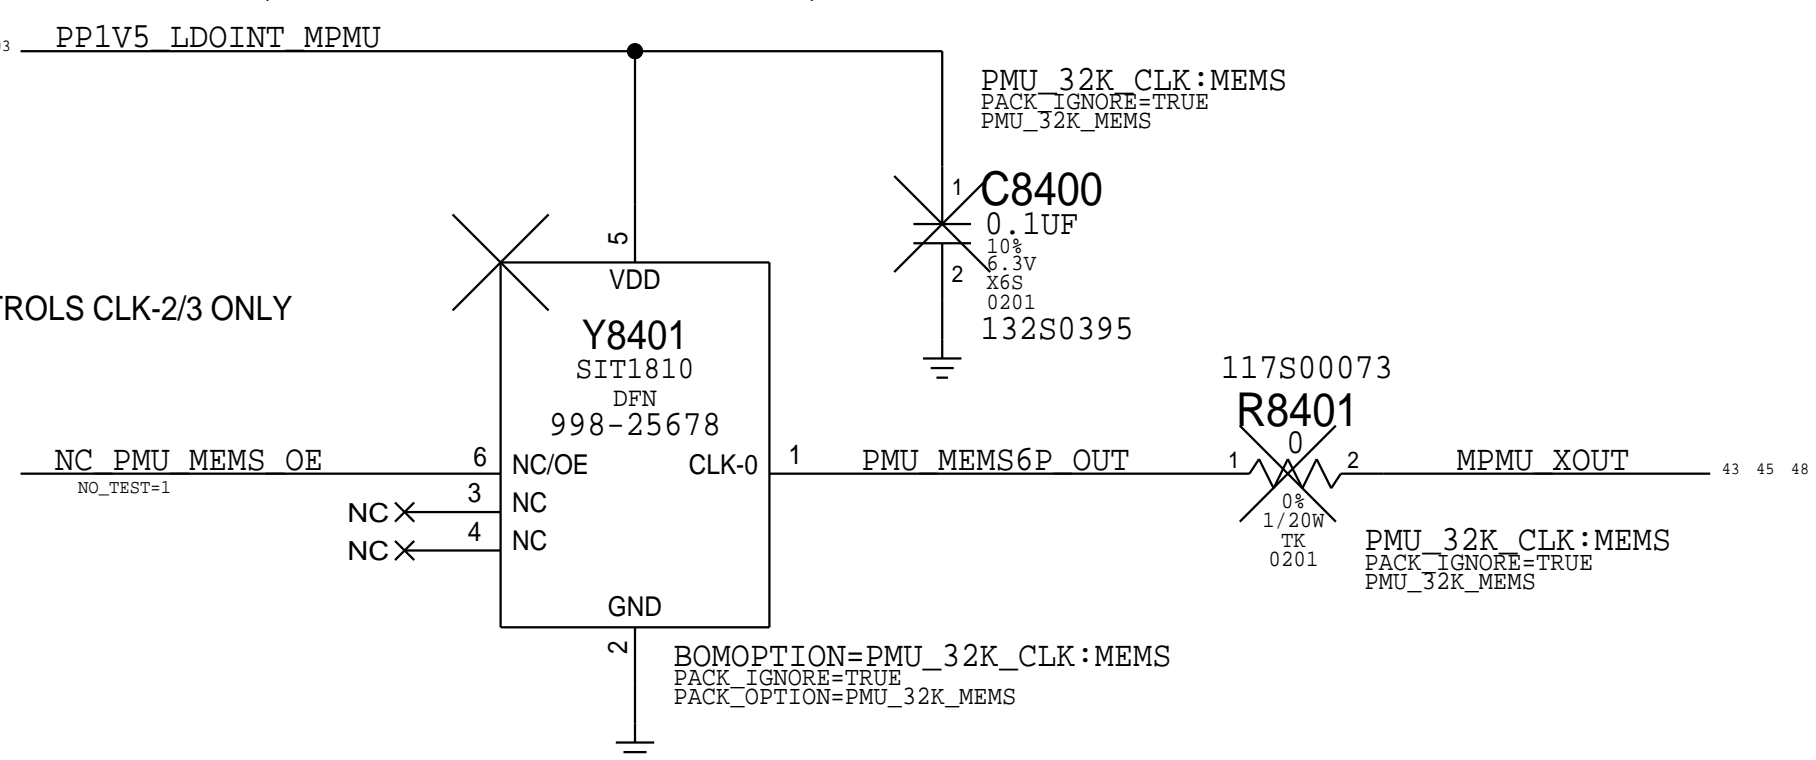 03
PP1V5_LDOINT_MPMU
PMU_32K_CLK:MEMS
PACK_IGNORE=TRUE
PMU_32K_MEMS
1
C8400
0.1UF
10%
6.3V
X6S
0201
2
132S0395
5
VDD
TROLS CLK-2/3 ONLY
Y8401
SIT1810
DFN
998-25678
117S00073
R8401
0
NC_PMU_MEMS_OE
NO_TEST=1
6
NC/OE
CLK-0
1
PMU_MEMS6P_OUT
1
2
MPMU_XOUT
43 45 48
NC
3
NC
NC
4
NC
0%
1/20W
TK
0201
PMU_32K_CLK:MEMS
PACK_IGNORE=TRUE
PMU_32K_MEMS
GND
2
BOMOPTION=PMU_32K_CLK:MEMS
PACK_IGNORE=TRUE
PACK_OPTION=PMU_32K_MEMS